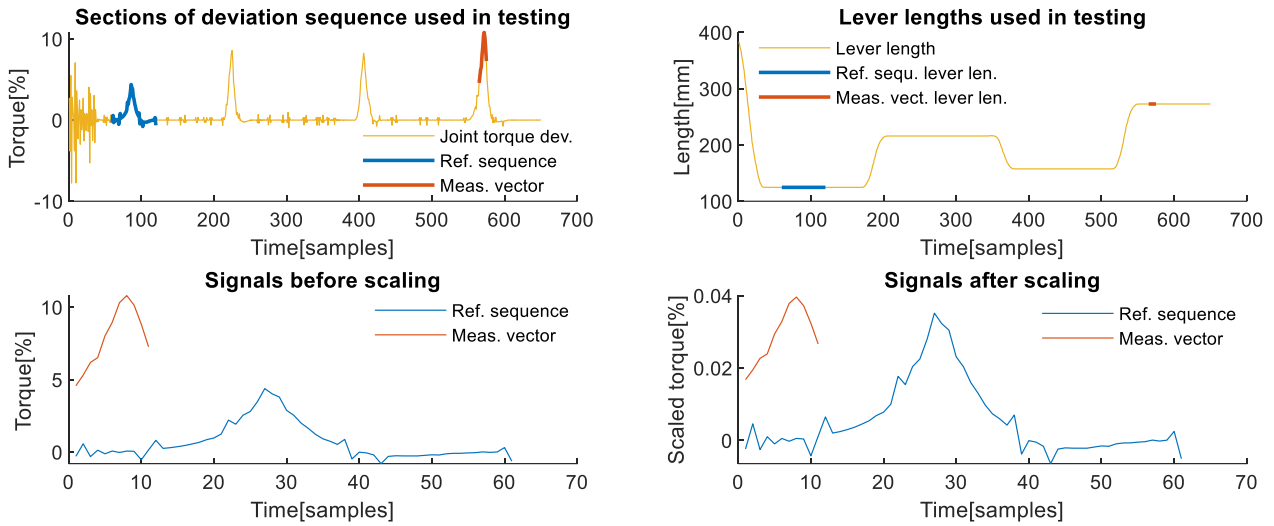 Sections of deviation sequence used in testing
10
0
-10
Torque[%]
Joint torque dev.
Ref. sequence
Meas. vector
0 100 200 300 400 500 600 700
Time[samples]
Lever lengths used in testing
400
300
200
100
Length[mm]
Lever length
Ref. sequ. lever len.
Meas. vect. lever len.
0 100 200 300 400 500 600 700
Time[samples]
Signals before scaling
10
5
0
Torque[%]
Ref. sequence
Meas. vector
0 10 20 30 40 50 60 70
Time[samples]
Signals after scaling
0.04
0.02
0
Scaled torque[%]
Ref. sequence
Meas. vector
0 10 20 30 40 50 60 70
Time[samples]